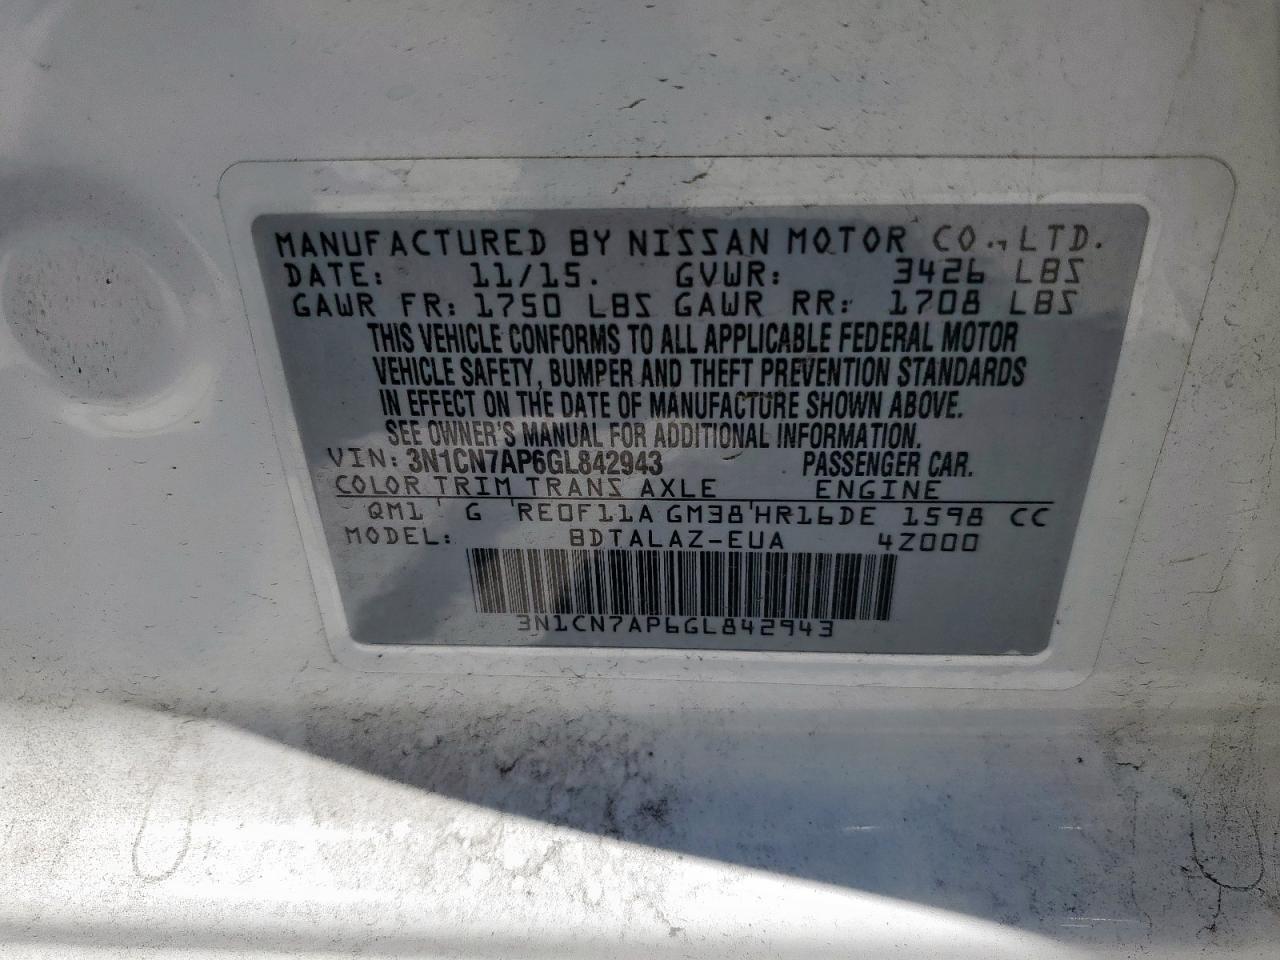 MANUFACTURED BY NISSAN MOTOR CO., LTD.
DATE: 11/15. GVWR: 3426 LBS
GAWR FR: 1750 LBS GAWR RR: 1708 LBS
THIS VEHICLE CONFORMS TO ALL APPLICABLE FEDERAL MOTOR
VEHICLE SAFETY, BUMPER AND THEFT PREVENTION STANDARDS
IN EFFECT ON THE DATE OF MANUFACTURE SHOWN ABOVE.
SEE OWNER'S MANUAL FOR ADDITIONAL INFORMATION.
VIN: 3N1CN7AP6GL842943 PASSENGER CAR.
COLOR TRIM TRANS AXLE ENGINE
QM1 G RE0F11A GM38 HR16DE 1598 CC
MODEL: BDTALAZ-EUA 4Z000
3N1CN7AP6GL842943